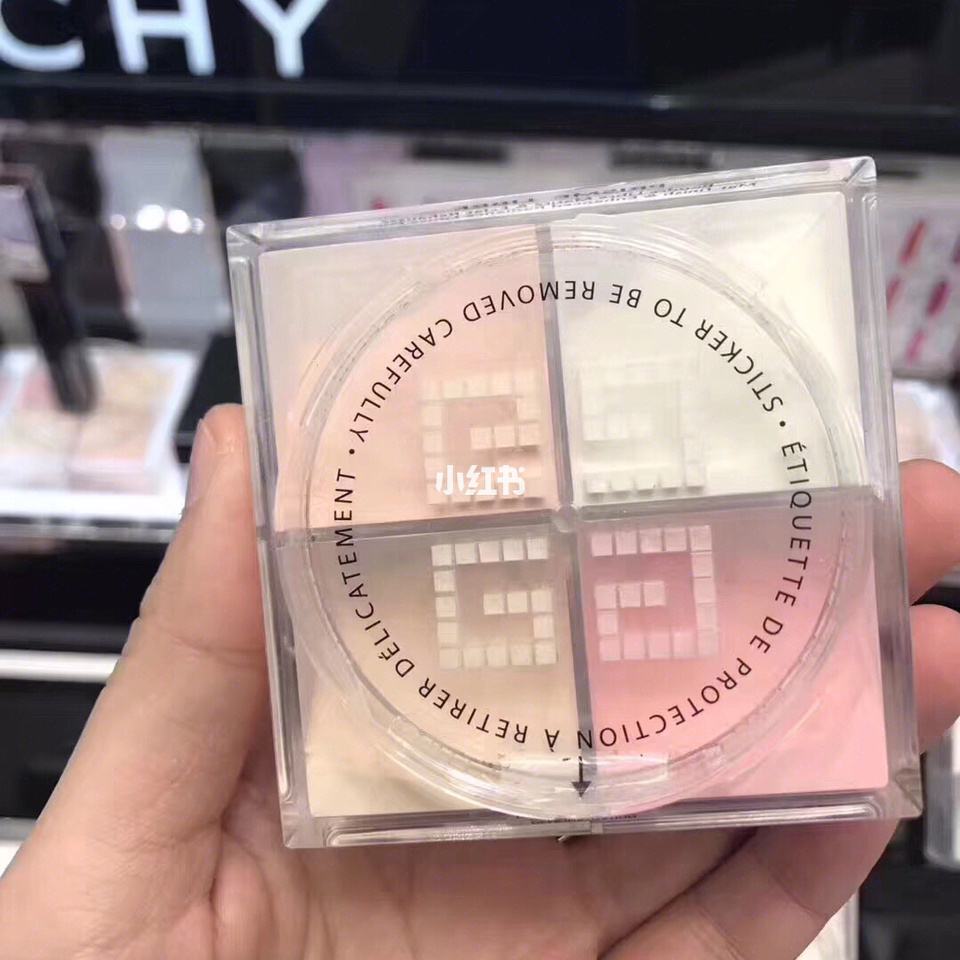 CHY
STICKER TO BE REMOVED CAREFULLY •
ÉTIQUETTE DE PROTECTION À RETIRER DÉLICATEMENT •
小红书